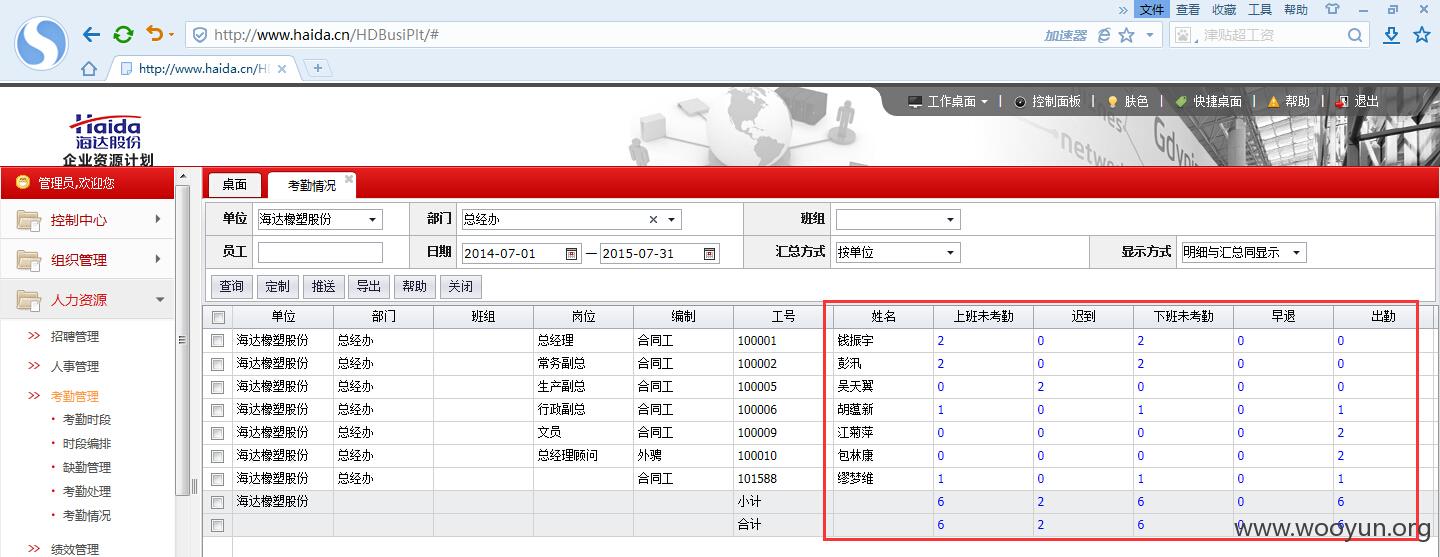 » 文件 查看 收藏 工具 帮助
http://www.haida.cn/HDBusiPlt/# 加速器 津贴超工资
http://www.haida.cn/HD
工作桌面 控制面板 肤色 快捷桌面 帮助 退出
Haida
海达股份
企业资源计划
管理员,欢迎您
控制中心
组织管理
人力资源
招聘管理
人事管理
考勤管理
考勤时段
时段编排
缺勤管理
考勤处理
考勤情况
绩效管理
桌面 考勤情况
单位 海达橡塑股份 部门 总经办 班组
员工 日期 2014-07-01 — 2015-07-31 汇总方式 按单位 显示方式 明细与汇总同显示
查询 定制 推送 导出 帮助 关闭
单位 部门 班组 岗位 编制 工号 姓名 上班未考勤 迟到 下班未考勤 早退 出勤
海达橡塑股份 总经办 总经理 合同工 100001 钱振宇 2 0 2 0 0
海达橡塑股份 总经办 常务副总 合同工 100002 彭汛 2 0 2 0 0
海达橡塑股份 总经办 生产副总 合同工 100005 吴天翼 0 2 0 0 0
海达橡塑股份 总经办 行政副总 合同工 100006 胡蕴新 1 0 1 0 1
海达橡塑股份 总经办 文员 合同工 100009 江菊萍 0 0 0 0 2
海达橡塑股份 总经办 总经理顾问 外聘 100010 包林康 0 0 0 0 2
海达橡塑股份 总经办 合同工 101588 缪梦维 1 0 1 0 1
海达橡塑股份 小计 6 2 6 0 6
合计 6 2 6 0 6
www.wooyun.org